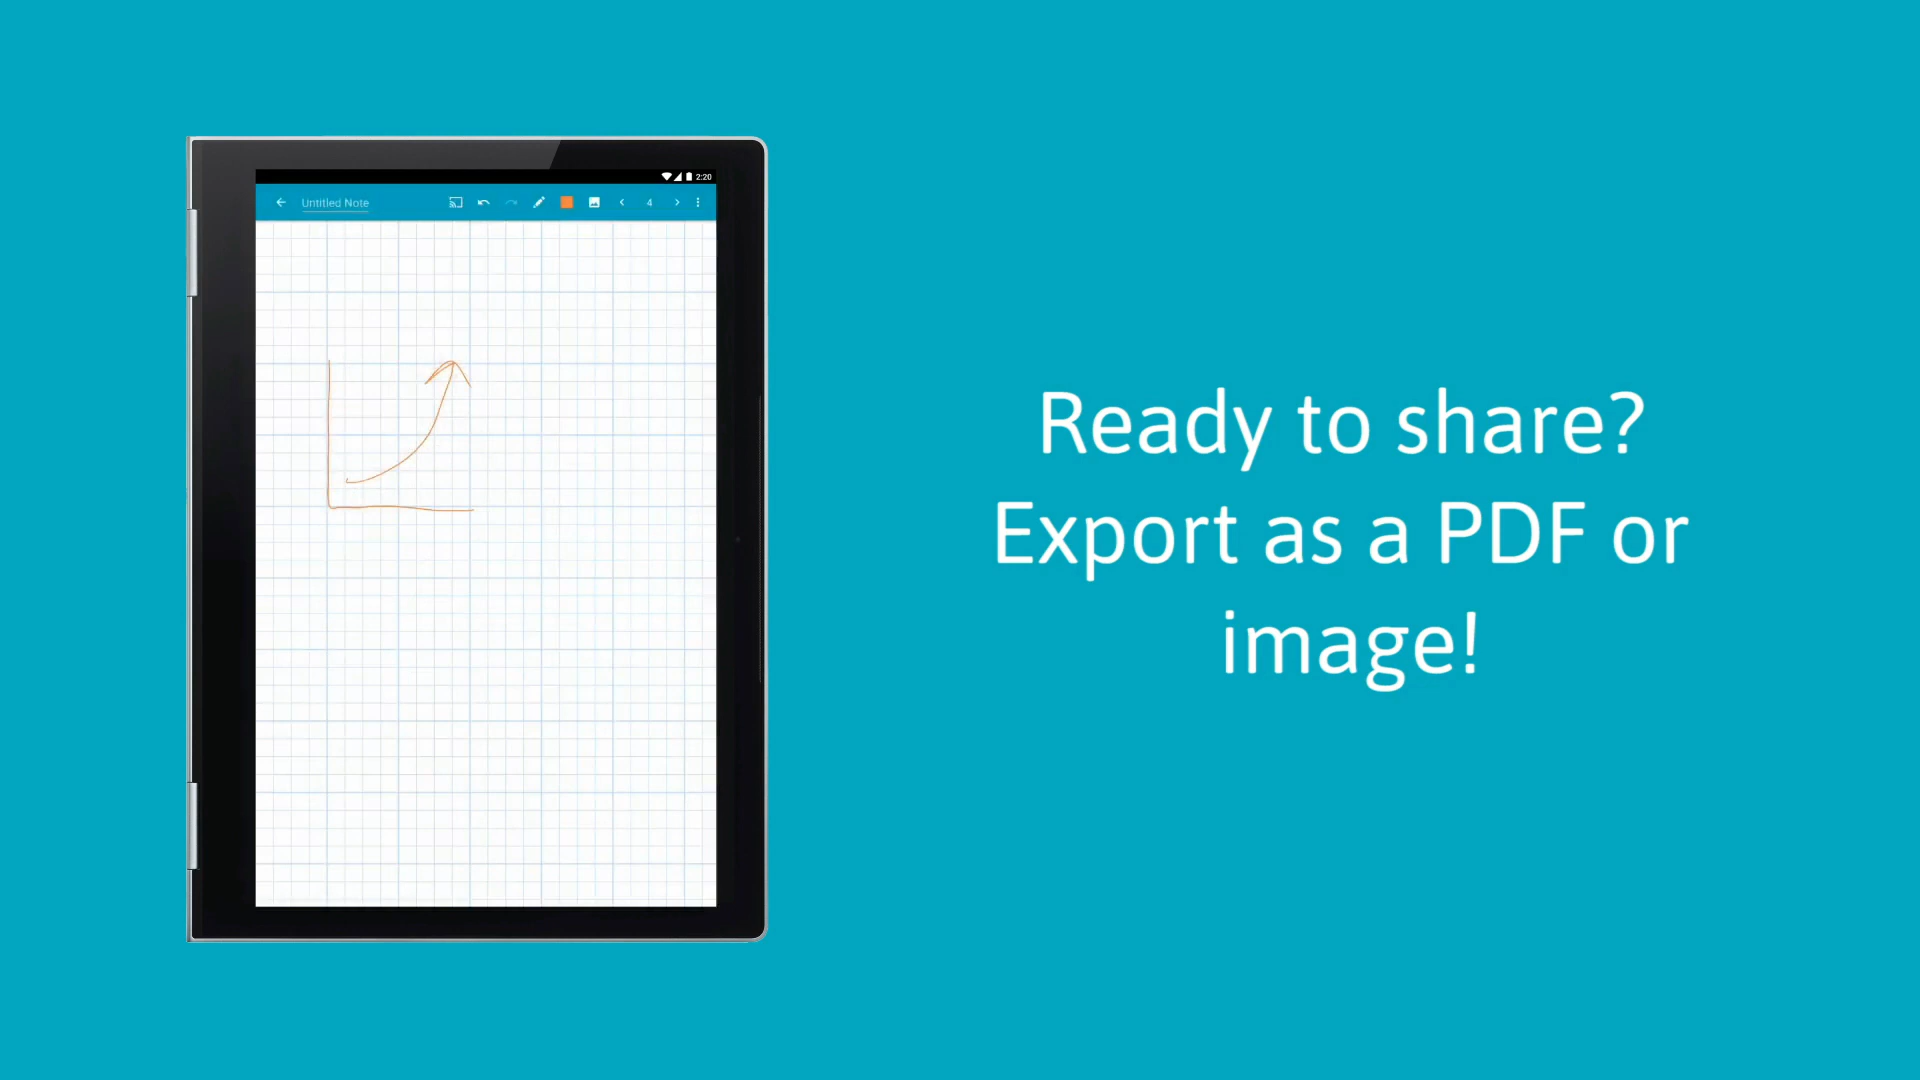 2:20
Untitled Note
4
Ready to share?
Export as a PDF or
image!